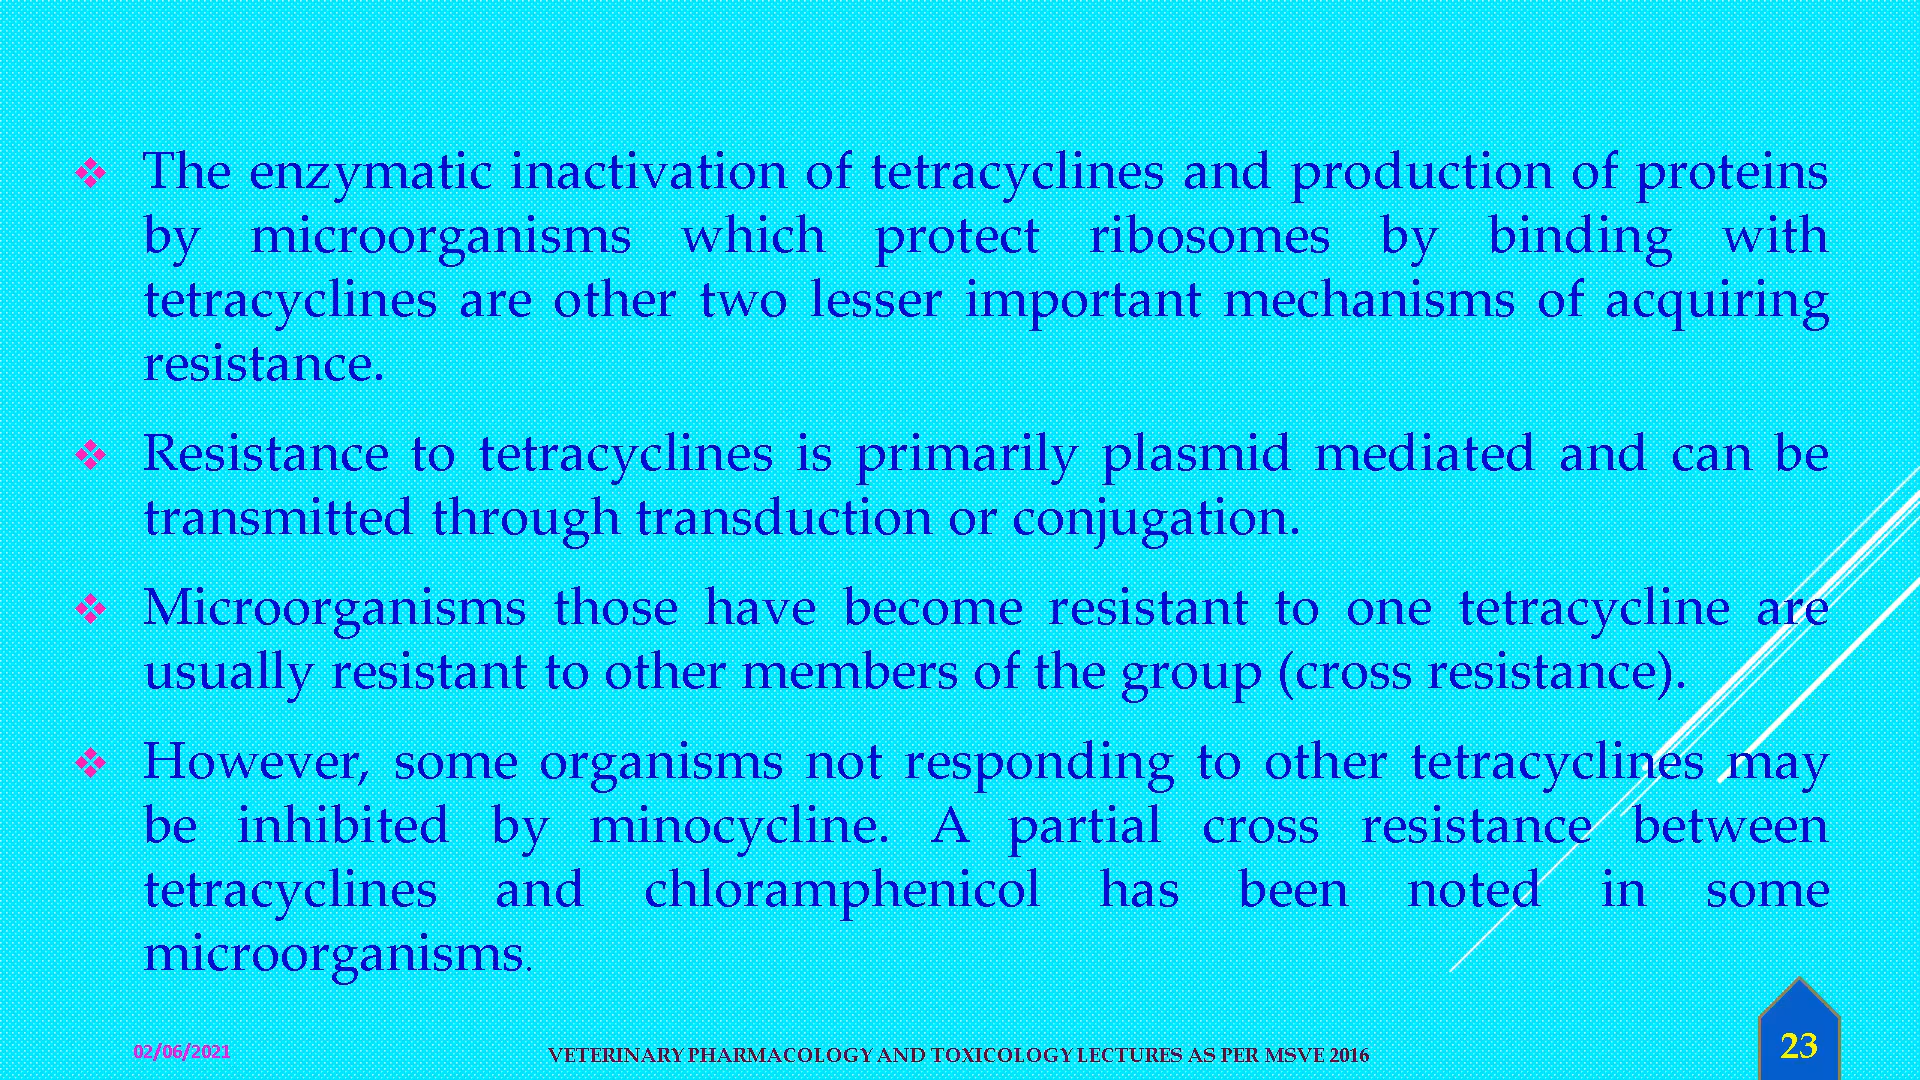 ❖ The enzymatic inactivation of tetracyclines and production of proteins
by microorganisms which protect ribosomes by binding with
tetracyclines are other two lesser important mechanisms of acquiring
resistance.
❖ Resistance to tetracyclines is primarily plasmid mediated and can be
transmitted through transduction or conjugation.
❖ Microorganisms those have become resistant to one tetracycline are
usually resistant to other members of the group (cross resistance).
❖ However, some organisms not responding to other tetracyclines may
be inhibited by minocycline. A partial cross resistance between
tetracyclines and chloramphenicol has been noted in some
microorganisms.
02/06/2021
VETERINARY PHARMACOLOGY AND TOXICOLOGY LECTURES AS PER MSVE 2016
23